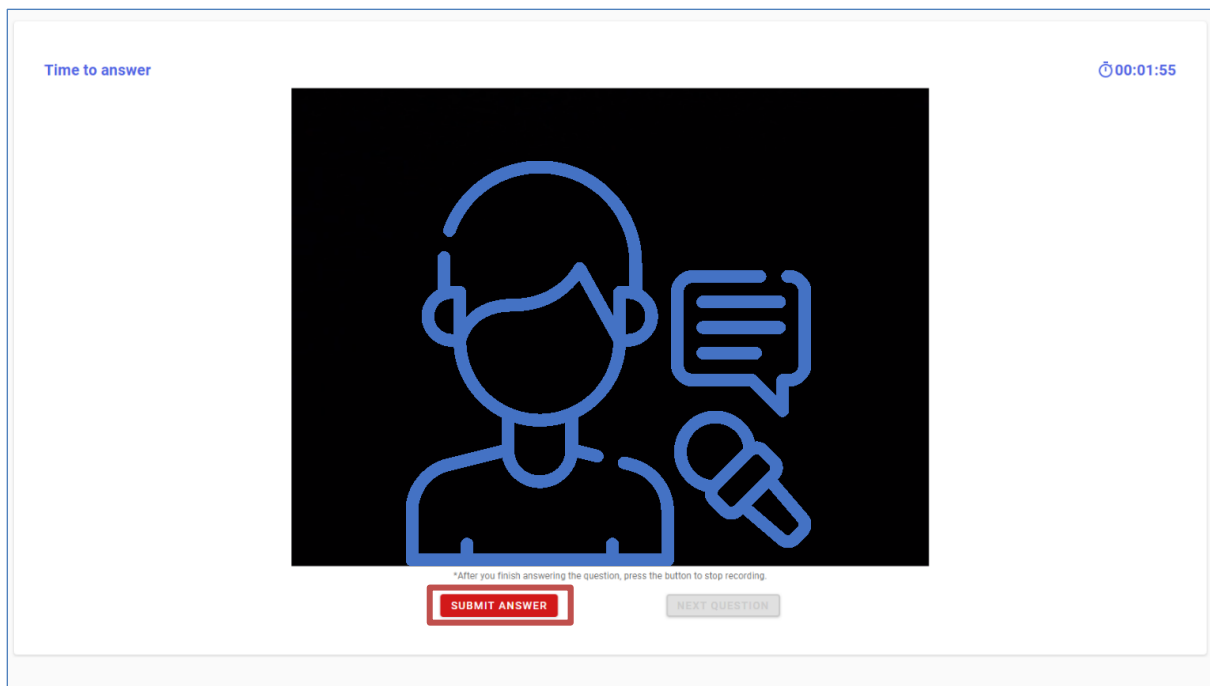 Time to answer
00:01:55
*After you finish answering the question, press the button to stop recording.
SUBMIT ANSWER
NEXT QUESTION